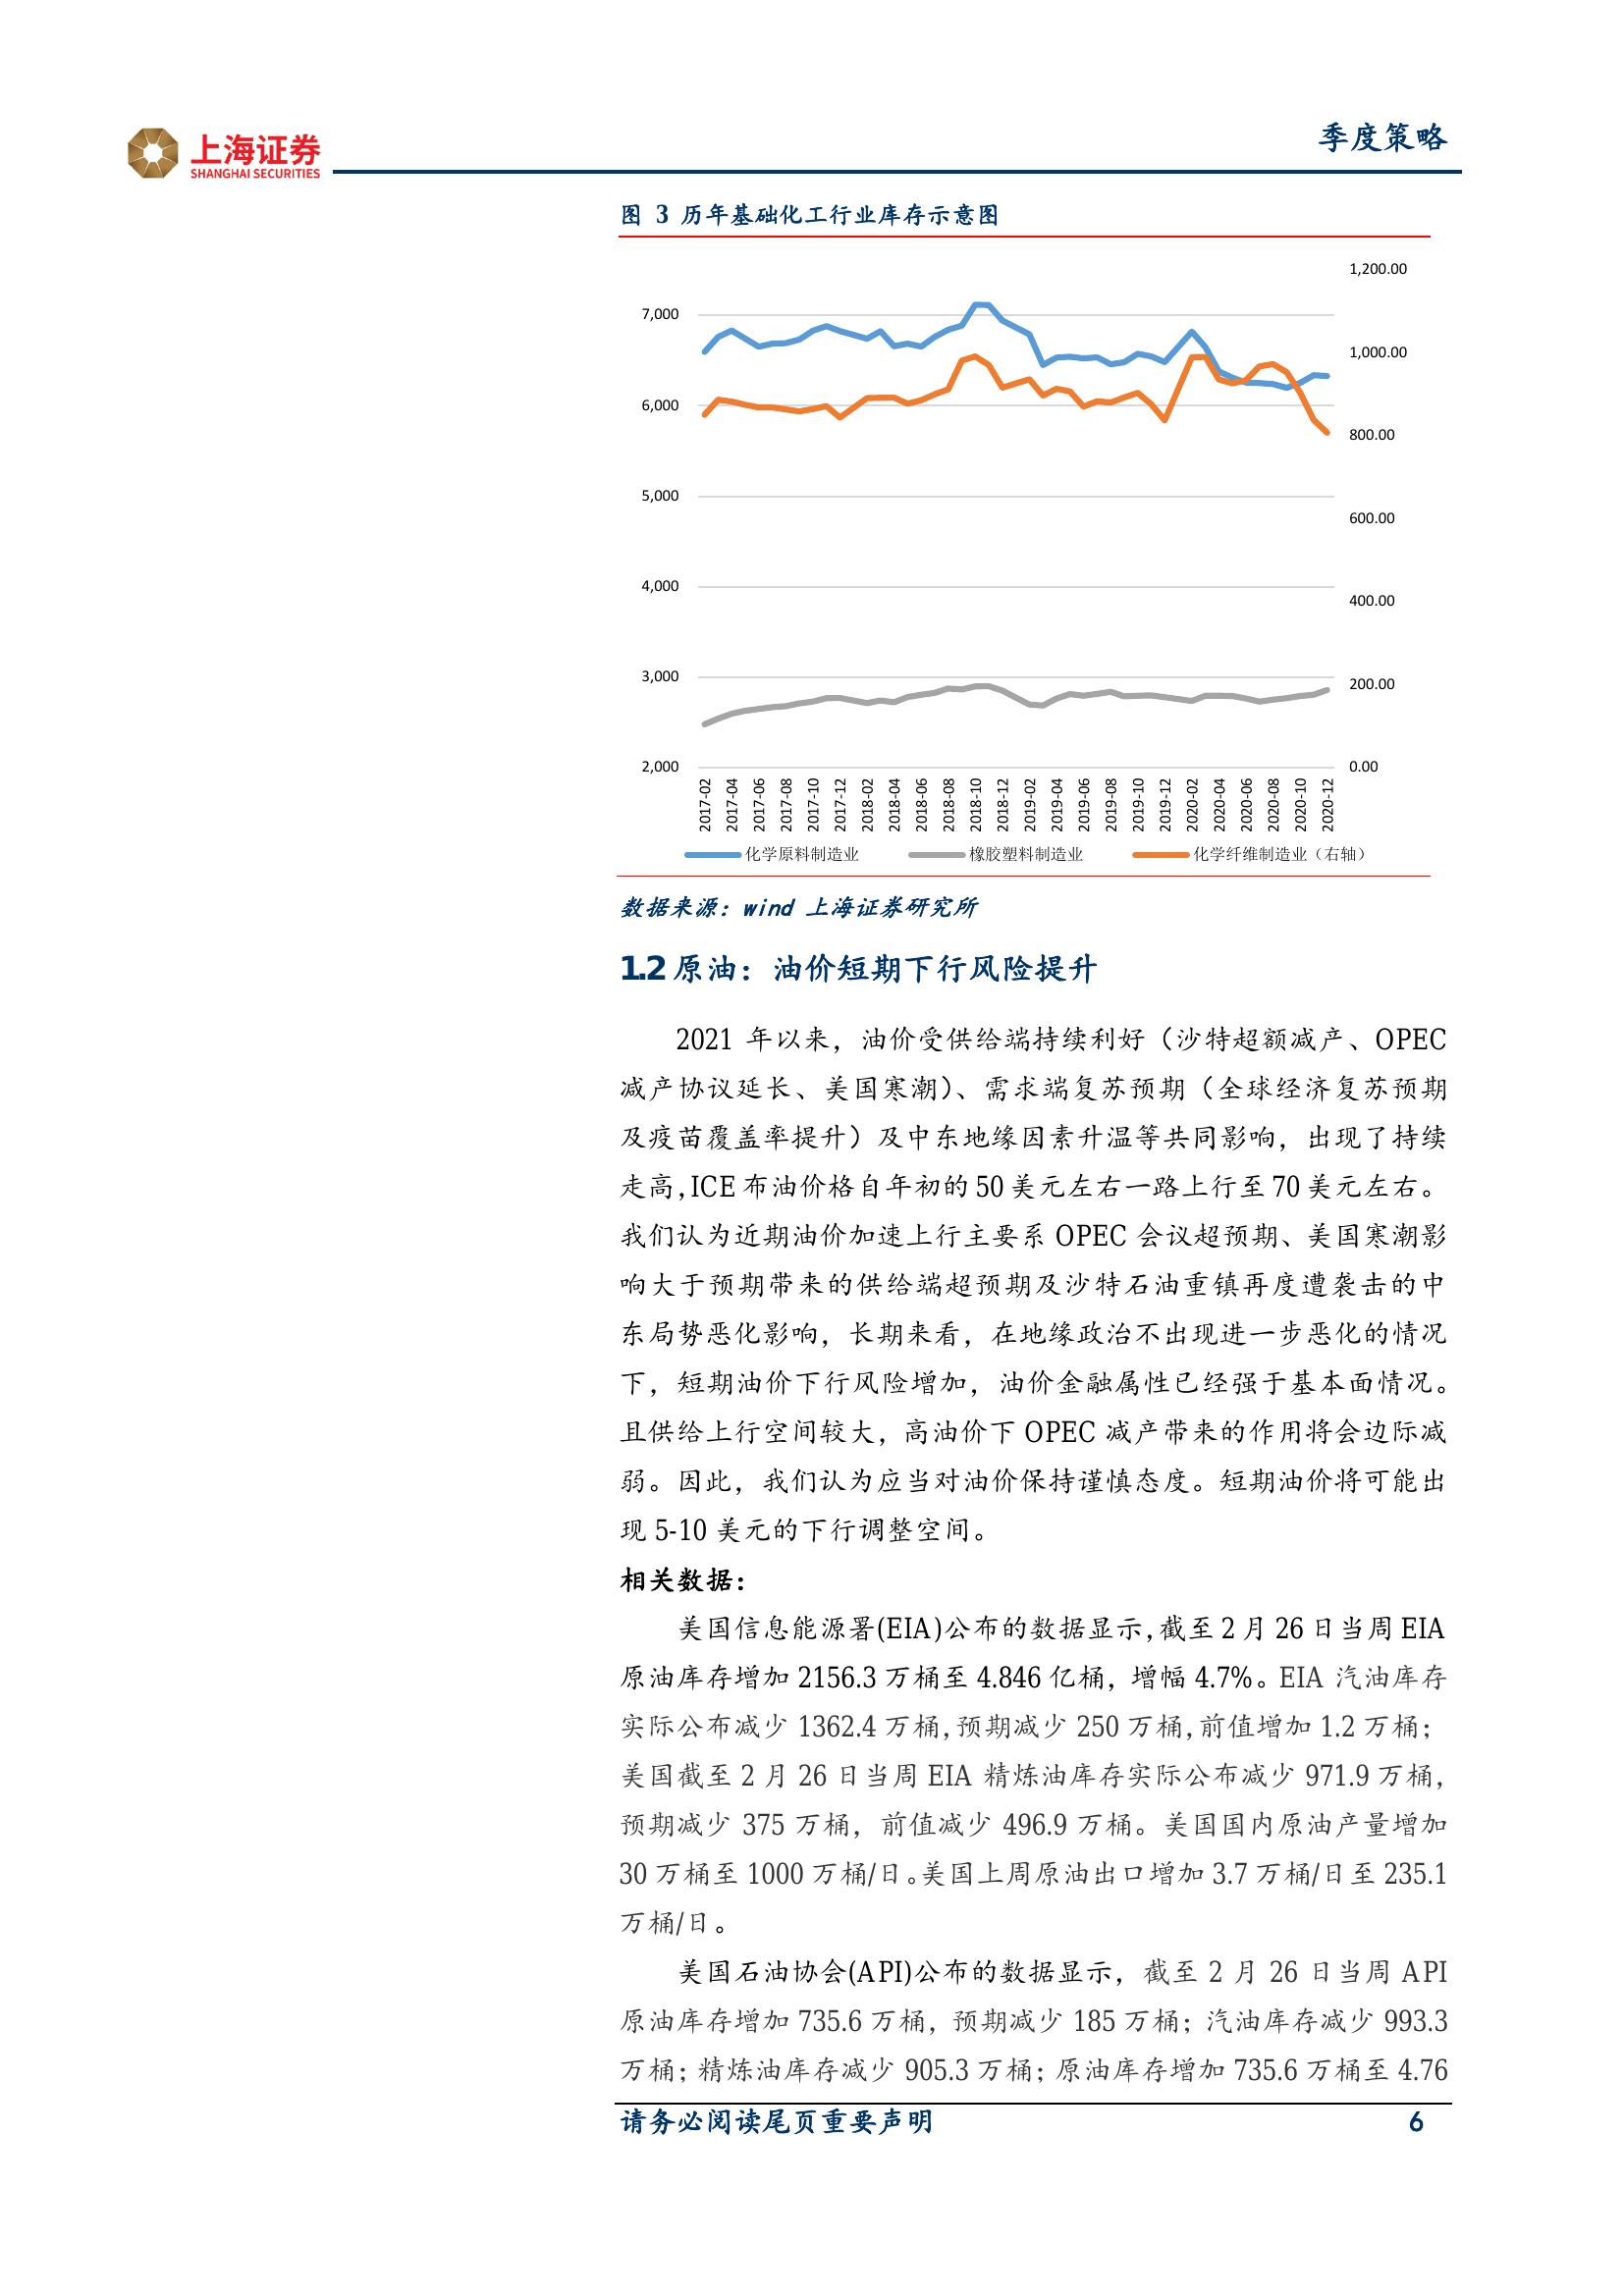 上海证券
SHANGHAI SECURITIES
季度策略
图 3 历年基础化工行业库存示意图
1,200.00
7,000
1,000.00
6,000
800.00
5,000
600.00
4,000
400.00
3,000
200.00
2,000
0.00
2017-02 2017-04 2017-06 2017-08 2017-10 2017-12 2018-02 2018-04 2018-06 2018-08 2018-10 2018-12 2019-02 2019-04 2019-06 2019-08 2019-10 2019-12 2020-02 2020-04 2020-06 2020-08 2020-10 2020-12
化学原料制造业 橡胶塑料制造业 化学纤维制造业（右轴）
数据来源：wind 上海证券研究所
1.2 原油：油价短期下行风险提升
2021 年以来，油价受供给端持续利好（沙特超额减产、OPEC
减产协议延长、美国寒潮）、需求端复苏预期（全球经济复苏预期
及疫苗覆盖率提升）及中东地缘因素升温等共同影响，出现了持续
走高，ICE 布油价格自年初的 50 美元左右一路上行至 70 美元左右。
我们认为近期油价加速上行主要系 OPEC 会议超预期、美国寒潮影
响大于预期带来的供给端超预期及沙特石油重镇再度遭袭击的中
东局势恶化影响，长期来看，在地缘政治不出现进一步恶化的情况
下，短期油价下行风险增加，油价金融属性已经强于基本面情况。
且供给上行空间较大，高油价下 OPEC 减产带来的作用将会边际减
弱。因此，我们认为应当对油价保持谨慎态度。短期油价将可能出
现 5-10 美元的下行调整空间。
相关数据：
美国信息能源署(EIA)公布的数据显示，截至 2 月 26 日当周 EIA
原油库存增加 2156.3 万桶至 4.846 亿桶，增幅 4.7%。EIA 汽油库存
实际公布减少 1362.4 万桶，预期减少 250 万桶，前值增加 1.2 万桶；
美国截至 2 月 26 日当周 EIA 精炼油库存实际公布减少 971.9 万桶，
预期减少 375 万桶，前值减少 496.9 万桶。美国国内原油产量增加
30 万桶至 1000 万桶/日。美国上周原油出口增加 3.7 万桶/日至 235.1
万桶/日。
美国石油协会(API)公布的数据显示，截至 2 月 26 日当周 API
原油库存增加 735.6 万桶，预期减少 185 万桶；汽油库存减少 993.3
万桶；精炼油库存减少 905.3 万桶；原油库存增加 735.6 万桶至 4.76
请务必阅读尾页重要声明 6